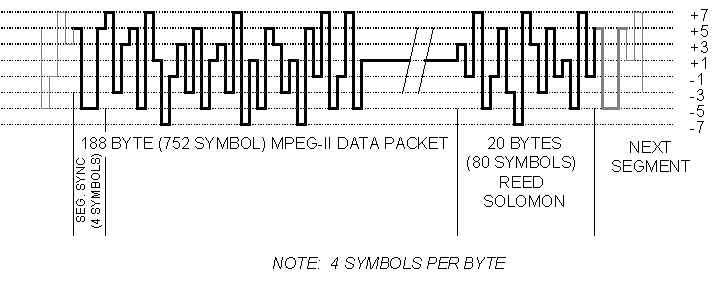 +7
+5
+3
+1
-1
-3
-5
-7
188 BYTE (752 SYMBOL) MPEG-II DATA PACKET
SEG. SYNC
(4 SYMBOLS)
20 BYTES
(80 SYMBOLS)
REED
SOLOMON
NEXT
SEGMENT
NOTE: 4 SYMBOLS PER BYTE